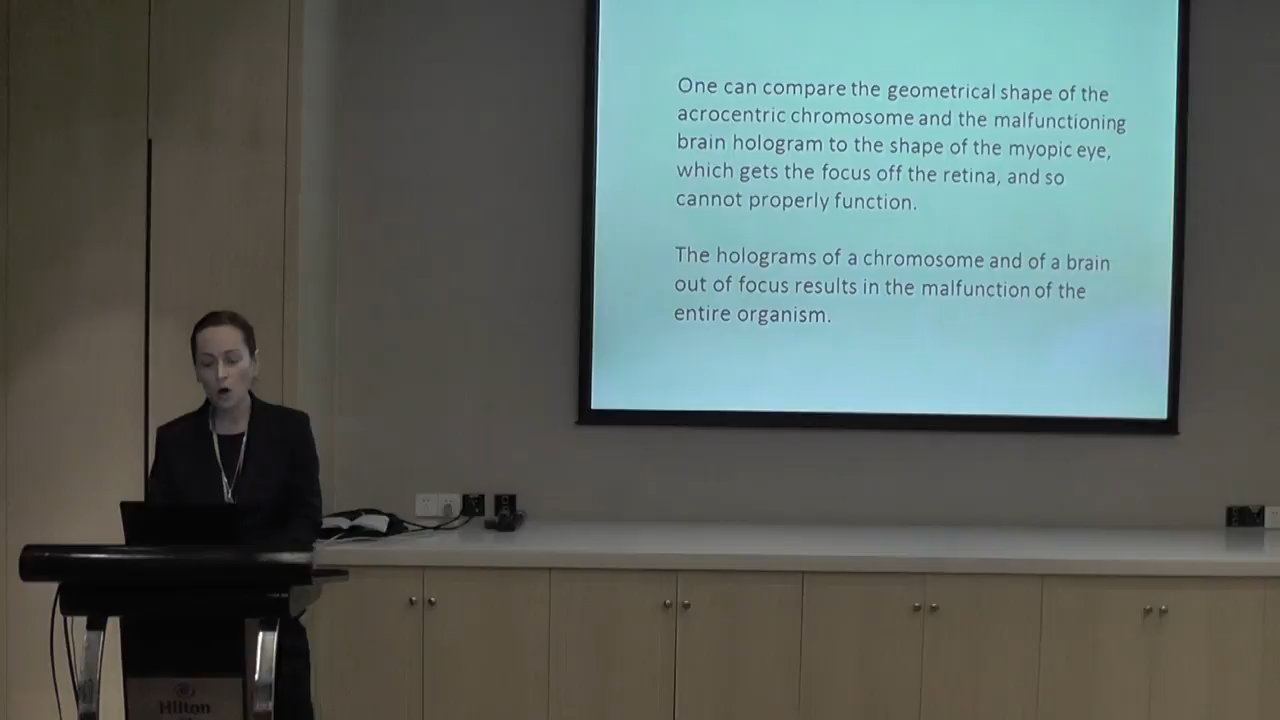 One can compare the geometrical shape of the
acrocentric chromosome and the malfunctioning
brain hologram to the shape of the myopic eye,
which gets the focus off the retina, and so
cannot properly function.
The holograms of a chromosome and of a brain
out of focus results in the malfunction of the
entire organism.
Hilton